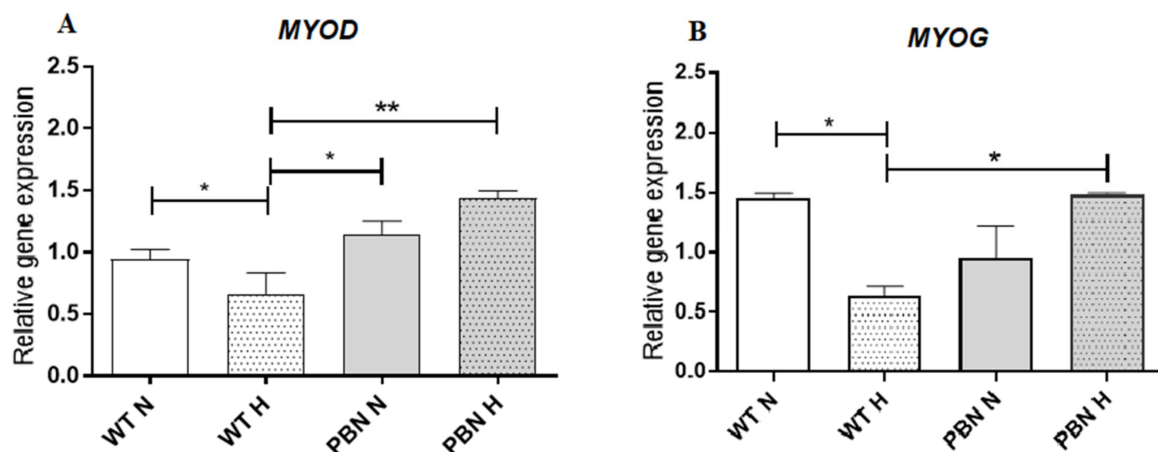 A
MYOD
Relative gene expression
2.5
2.0
1.5
1.0
0.5
0.0
*
*
**
WT N
WT H
PBN N
PBN H
B
MYOG
Relative gene expression
2.5
2.0
1.5
1.0
0.5
0.0
*
*
WT N
WT H
PBN N
PBN H